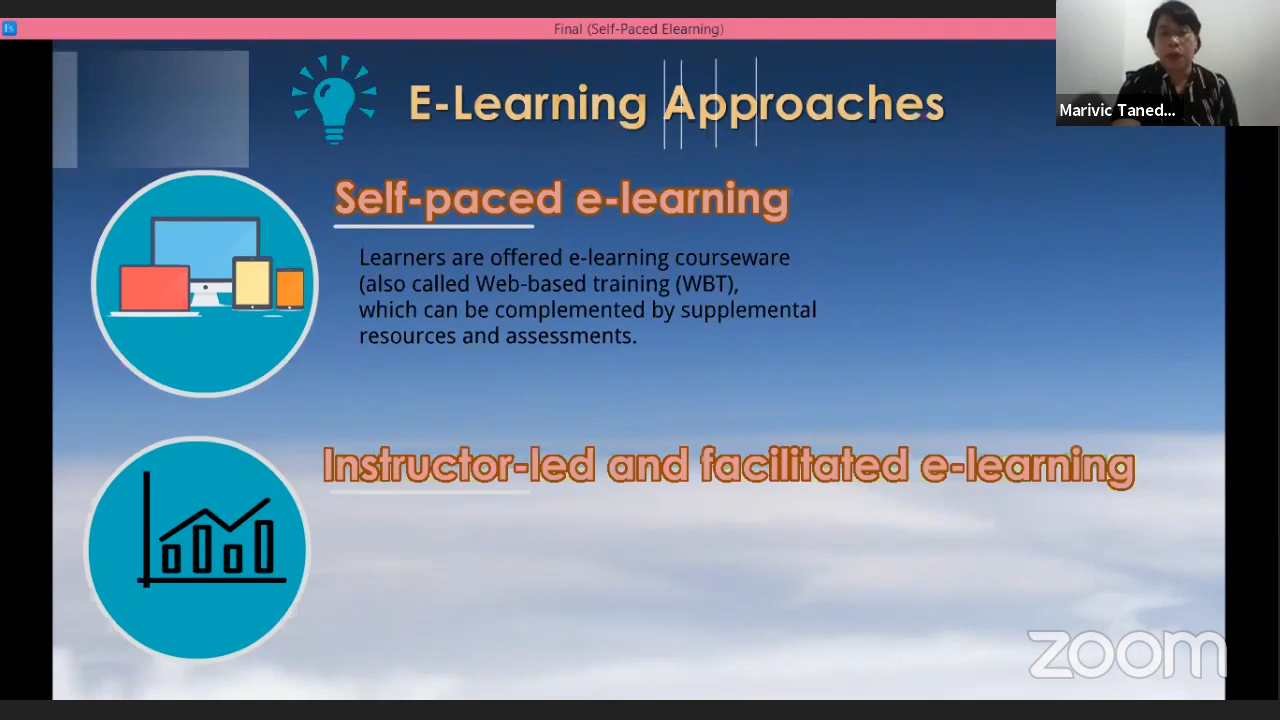 Final (Self-Paced Elearning)
E-Learning Approaches
Marivic Taned...
Self-paced e-learning
Learners are offered e-learning courseware
(also called Web-based training (WBT),
which can be complemented by supplemental
resources and assessments.
Instructor-led and facilitated e-learning
zoom